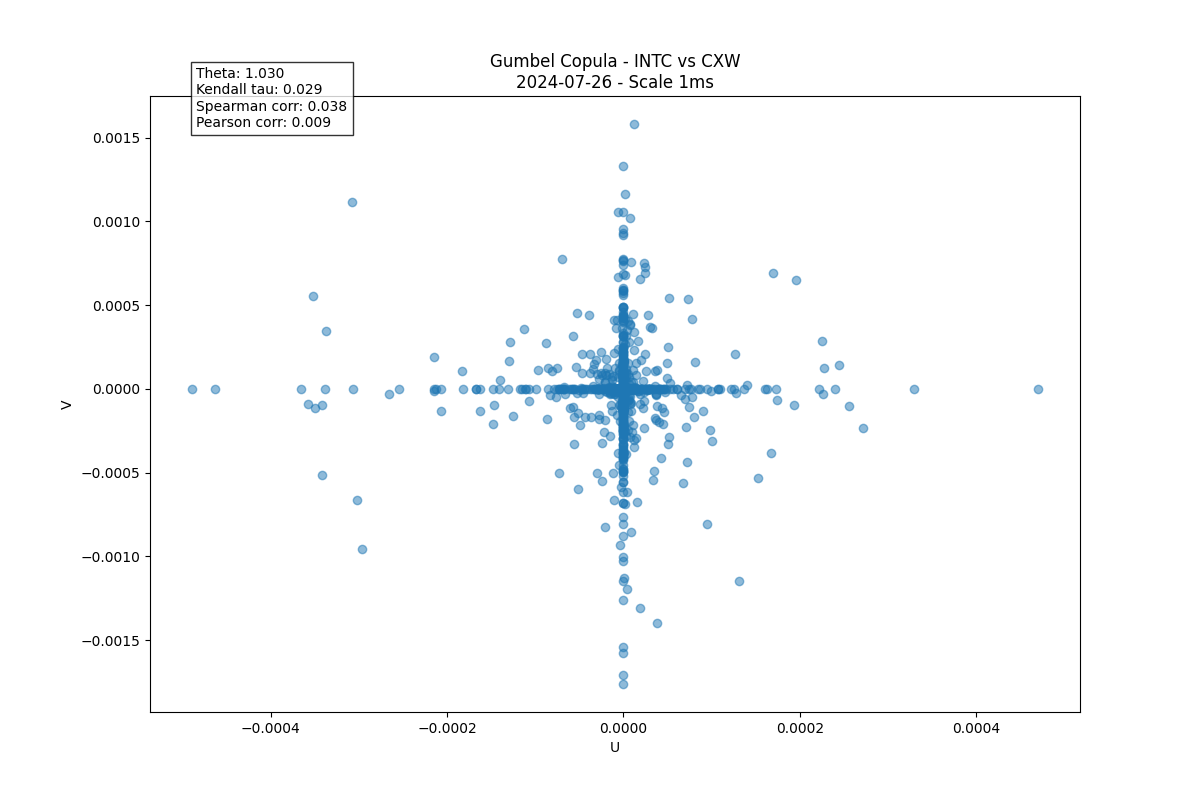 Gumbel Copula - INTC vs CXW
2024-07-26 - Scale 1ms
Theta: 1.030
Kendall tau: 0.029
Spearman corr: 0.038
Pearson corr: 0.009
0.0015
0.0010
0.0005
0.0000
−0.0005
−0.0010
−0.0015
V
−0.0004
−0.0002
0.0000
0.0002
0.0004
U